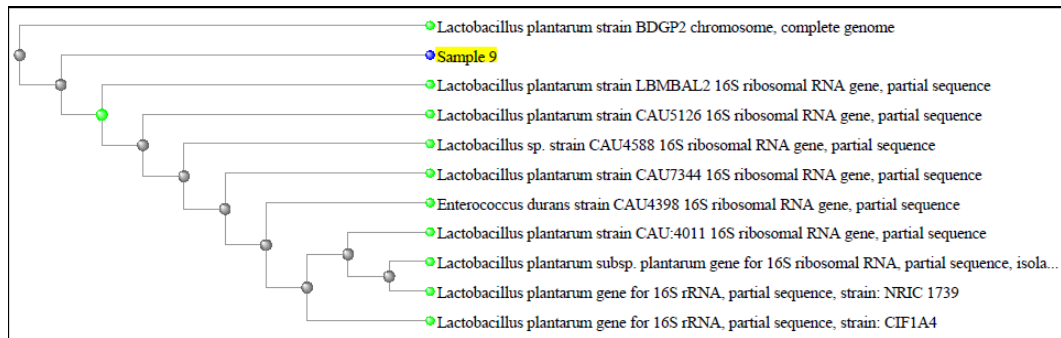 Lactobacillus plantarum strain BDGP2 chromosome, complete genome
Sample 9
Lactobacillus plantarum strain LBMBAL2 16S ribosomal RNA gene, partial sequence
Lactobacillus plantarum strain CAU5126 16S ribosomal RNA gene, partial sequence
Lactobacillus sp. strain CAU4588 16S ribosomal RNA gene, partial sequence
Lactobacillus plantarum strain CAU7344 16S ribosomal RNA gene, partial sequence
Enterococcus durans strain CAU4398 16S ribosomal RNA gene, partial sequence
Lactobacillus plantarum strain CAU:4011 16S ribosomal RNA gene, partial sequence
Lactobacillus plantarum subsp. plantarum gene for 16S ribosomal RNA, partial sequence, isola...
Lactobacillus plantarum gene for 16S rRNA, partial sequence, strain: NRIC 1739
Lactobacillus plantarum gene for 16S rRNA, partial sequence, strain: CIF1A4